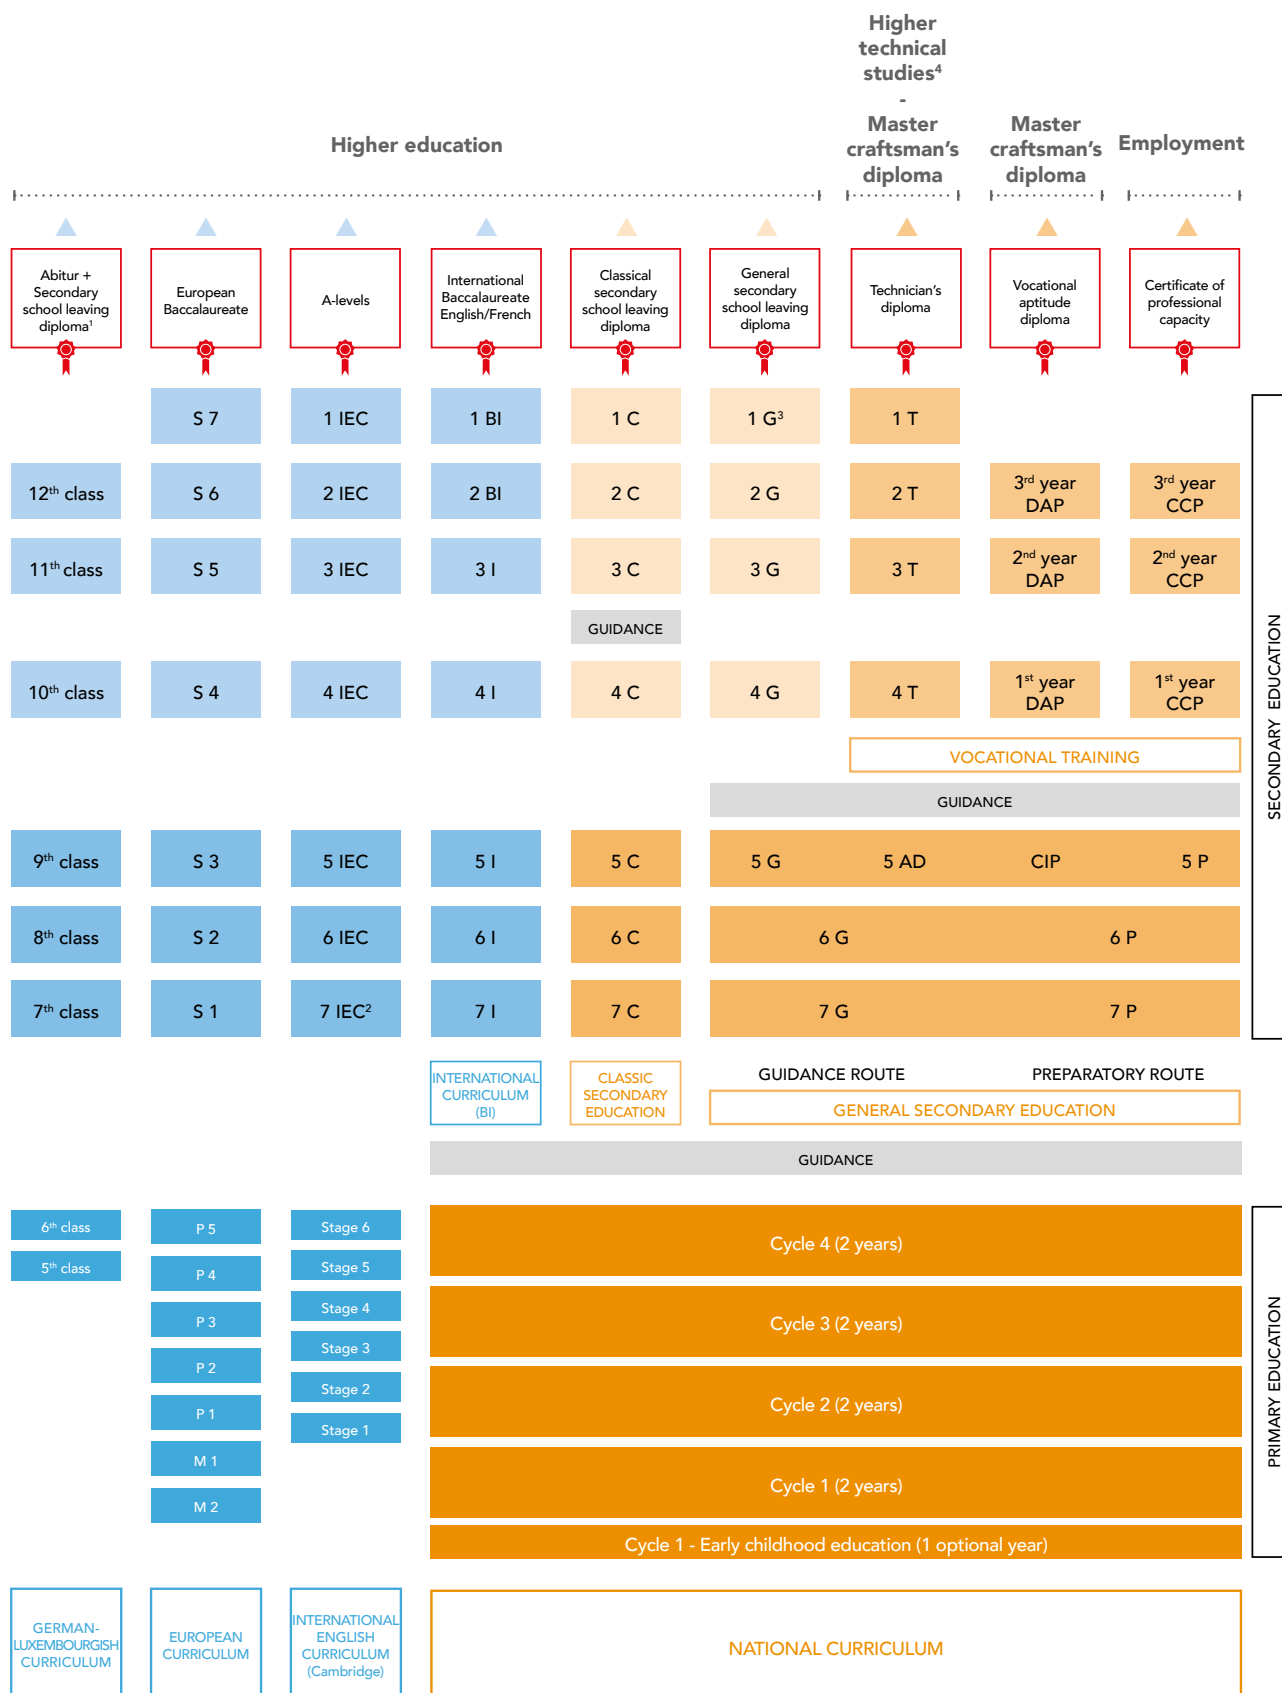 Higher
technical
studies⁴
-
Master
craftsman's
diploma
Master
craftsman's
diploma
Employment
Higher education
Abitur +
Secondary
school leaving
diploma¹
European
Baccalaureate
A-levels
International
Baccalaureate
English/French
Classical
secondary
school leaving
diploma
General
secondary
school leaving
diploma
Technician's
diploma
Vocational
aptitude
diploma
Certificate of
professional
capacity
S 7 1 IEC 1 BI 1 C 1 G³ 1 T
12th class S 6 2 IEC 2 BI 2 C 2 G 2 T
3rd year
DAP
3rd year
CCP
11th class S 5 3 IEC 3 I 3 C 3 G 3 T
2nd year
DAP
2nd year
CCP
GUIDANCE
10th class S 4 4 IEC 4 I 4 C 4 G 4 T
1st year
DAP
1st year
CCP
VOCATIONAL TRAINING
GUIDANCE
9th class S 3 5 IEC 5 I 5 C 5 G 5 AD CIP 5 P
8th class S 2 6 IEC 6 I 6 C 6 G 6 P
7th class S 1 7 IEC² 7 I 7 C 7 G 7 P
SECONDARY EDUCATION
INTERNATIONAL
CURRICULUM
(BI)
CLASSIC
SECONDARY
EDUCATION
GUIDANCE ROUTE PREPARATORY ROUTE
GENERAL SECONDARY EDUCATION
GUIDANCE
6th class
5th class
P 5
P 4
P 3
P 2
P 1
M 1
M 2
Stage 6
Stage 5
Stage 4
Stage 3
Stage 2
Stage 1
Cycle 4 (2 years)
Cycle 3 (2 years)
Cycle 2 (2 years)
Cycle 1 (2 years)
Cycle 1 - Early childhood education (1 optional year)
PRIMARY EDUCATION
GERMAN-
LUXEMBOURGISH
CURRICULUM
EUROPEAN
CURRICULUM
INTERNATIONAL
ENGLISH
CURRICULUM
(Cambridge)
NATIONAL CURRICULUM